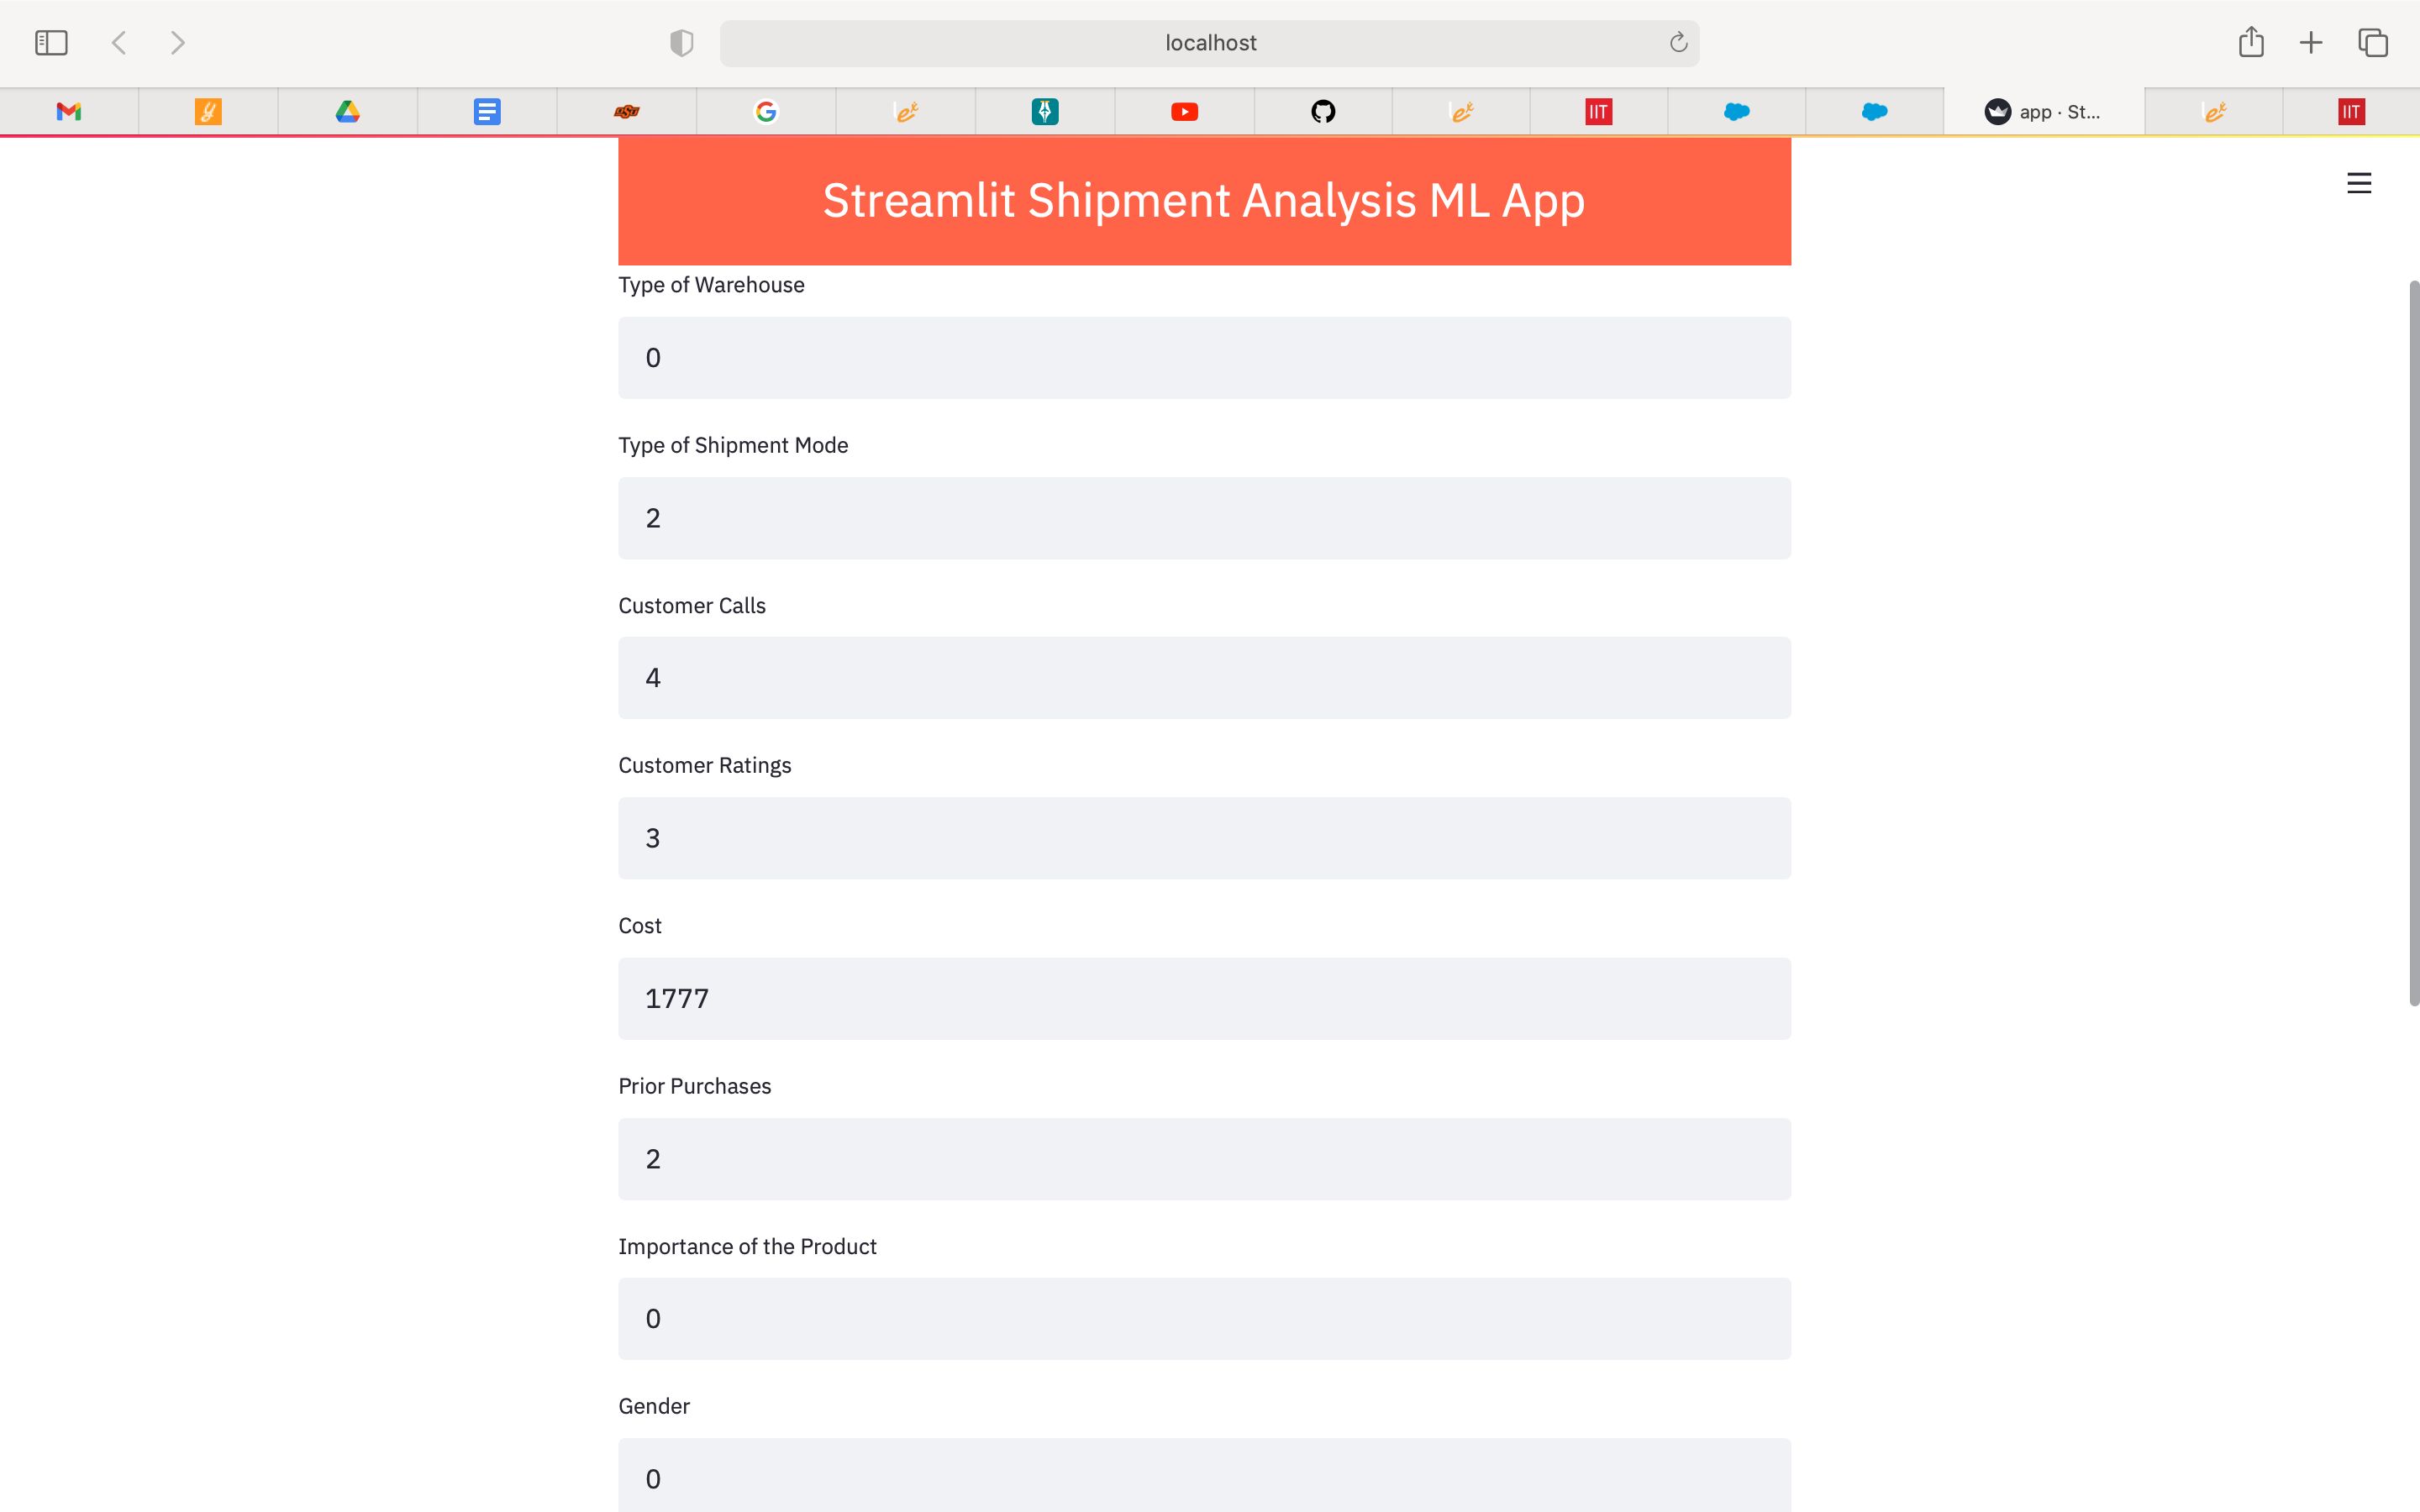 localhost
OSU
IIT
app · St...
IIT
Streamlit Shipment Analysis ML App
Type of Warehouse
0
Type of Shipment Mode
2
Customer Calls
4
Customer Ratings
3
Cost
1777
Prior Purchases
2
Importance of the Product
0
Gender
0